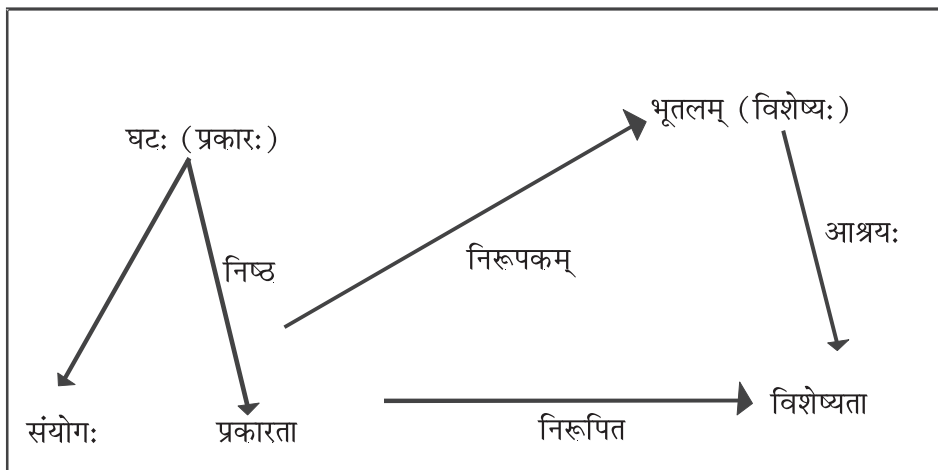 भूतलम् (विशेष्य:)
घट: (प्रकार:)
आश्रय:
निरूपकम्
निष्ठ
विशेष्यता
संयोग:
प्रकारता
निरूपित